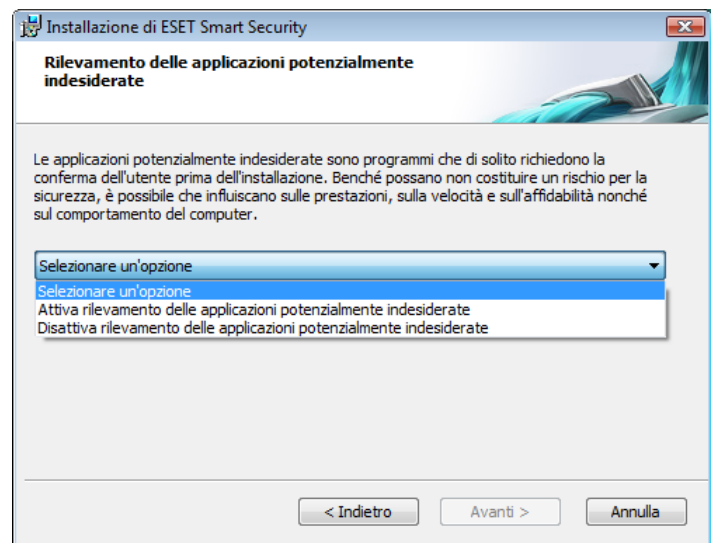 Installazione di ESET Smart Security
Rilevamento delle applicazioni potenzialmente
indesiderate
Le applicazioni potenzialmente indesiderate sono programmi che di solito richiedono la
conferma dell'utente prima dell'installazione. Benché possano non costituire un rischio per la
sicurezza, è possibile che influiscano sulle prestazioni, sulla velocità e sull'affidabilità nonché
sul comportamento del computer.
Selezionare un'opzione
Selezionare un'opzione
Attiva rilevamento delle applicazioni potenzialmente indesiderate
Disattiva rilevamento delle applicazioni potenzialmente indesiderate
< Indietro
Avanti >
Annulla